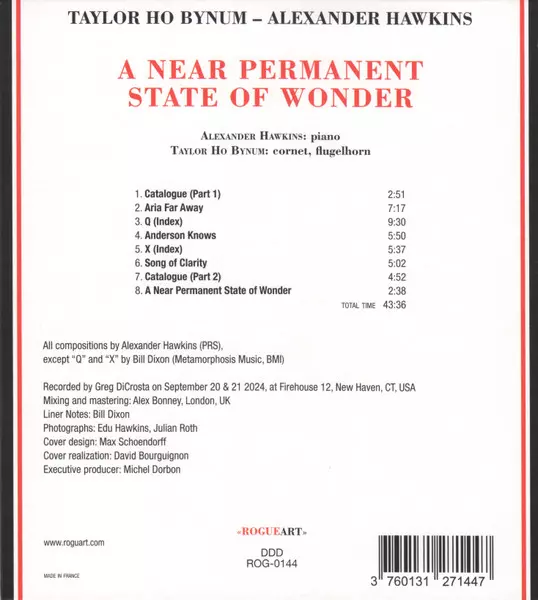 TAYLOR HO BYNUM – ALEXANDER HAWKINS
A NEAR PERMANENT
STATE OF WONDER
ALEXANDER HAWKINS: piano
TAYLOR HO BYNUM: cornet, flugelhorn
1. Catalogue (Part 1) 2:51
2. Aria Far Away 7:17
3. Q (Index) 9:30
4. Anderson Knows 5:50
5. X (Index) 5:37
6. Song of Clarity 5:02
7. Catalogue (Part 2) 4:52
8. A Near Permanent State of Wonder 2:38
TOTAL TIME 43:36
All compositions by Alexander Hawkins (PRS),
except “Q” and “X” by Bill Dixon (Metamorphosis Music, BMI)
Recorded by Greg DiCrosta on September 20 & 21 2024, at Firehouse 12, New Haven, CT, USA
Mixing and mastering: Alex Bonney, London, UK
Liner Notes: Bill Dixon
Photographs: Edu Hawkins, Julian Roth
Cover design: Max Schoendorff
Cover realization: David Bourguignon
Executive producer: Michel Dorbon
«ROGUEART»
www.roguart.com
DDD
ROG-0144
MADE IN FRANCE
3 760131 271447